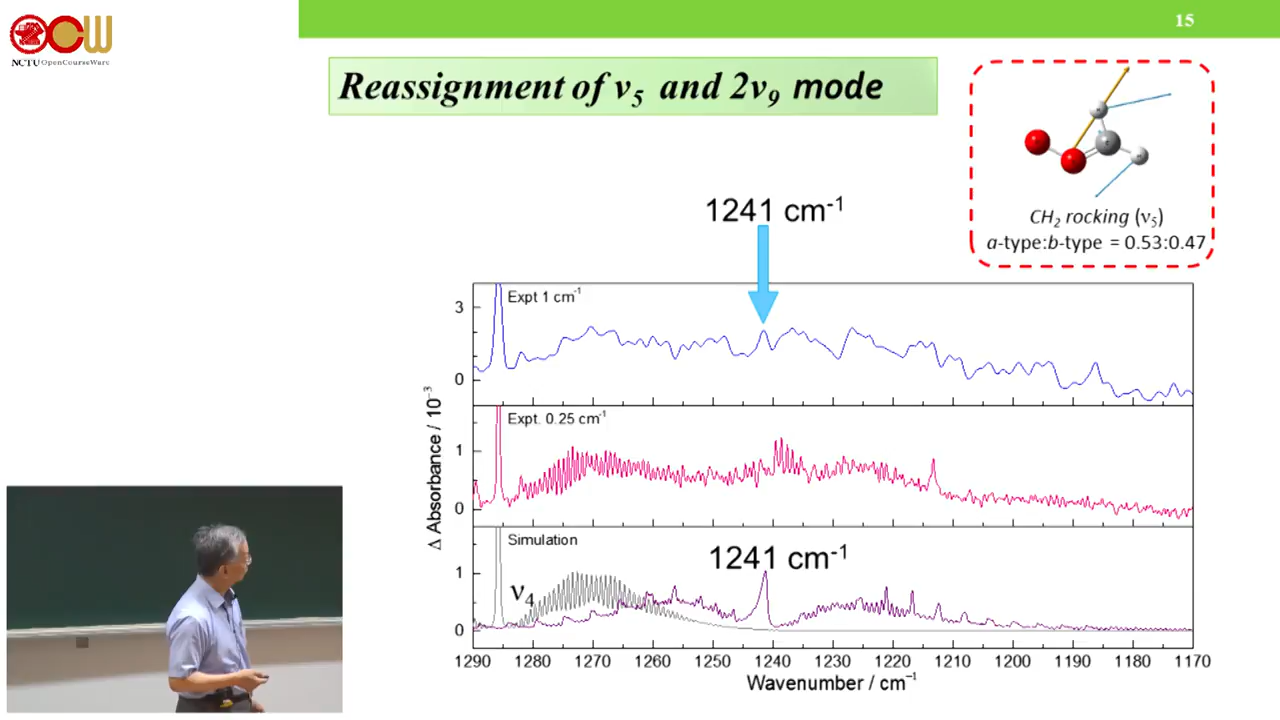 15
NCTU OpenCourseWare
Reassignment of ν5 and 2ν9 mode
CH2 rocking (ν5)
a-type:b-type = 0.53:0.47
1241 cm-1
Expt 1 cm-1
3
0
Expt. 0.25 cm-1
1
0
Simulation
1241 cm-1
ν4
1
0
Δ Absorbance / 10−3
1290 1280 1270 1260 1250 1240 1230 1220 1210 1200 1190 1180 1170
Wavenumber / cm−1